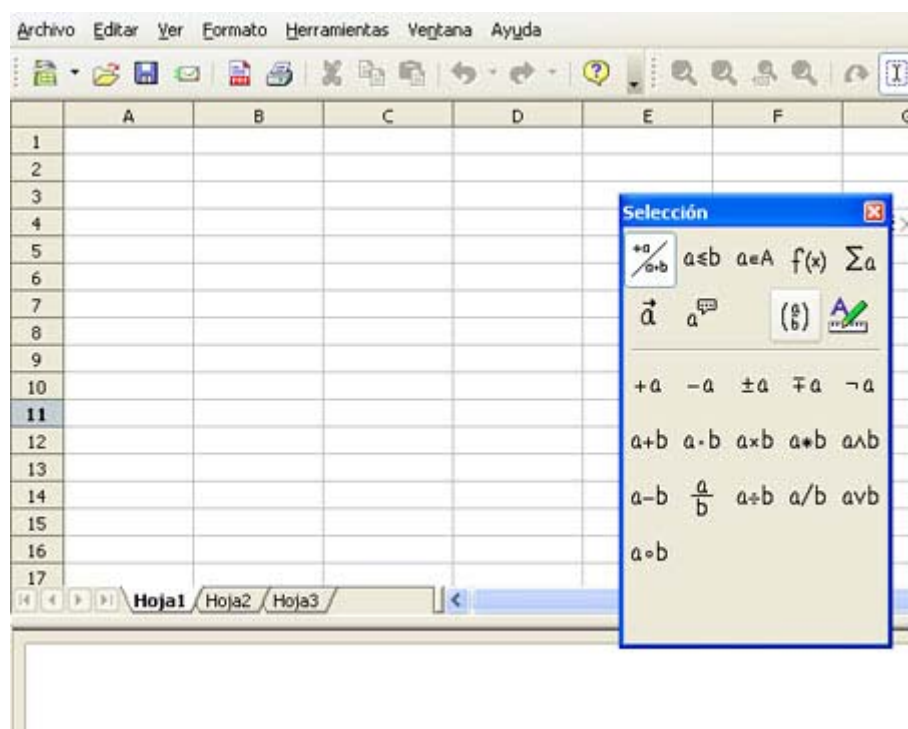 Archivo Editar Ver Formato Herramientas Ventana Ayuda
A B C D E F
1
2
3
4
5
6
7
8
9
10
11
12
13
14
15
16
17
Selección
+a/a+b a≤b a∈A f(x) Σa
a⃗ a (a/b)
+a −a ±a ∓a ¬a
a+b a·b a×b a∗b a∧b
a−b a/b a÷b a/b a∨b
a∘b
Hoja1 Hoja2 Hoja3